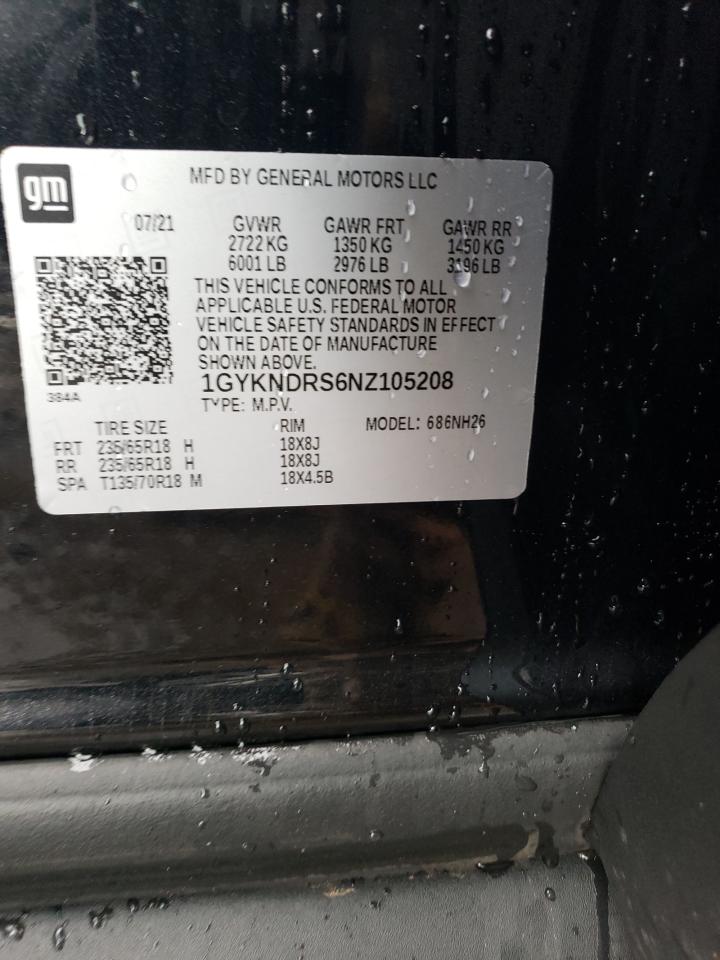 gm
MFD BY GENERAL MOTORS LLC
07/21 GVWR GAWR FRT GAWR RR
2722 KG 1350 KG 1450 KG
6001 LB 2976 LB 3196 LB
THIS VEHICLE CONFORMS TO ALL
APPLICABLE U.S. FEDERAL MOTOR
VEHICLE SAFETY STANDARDS IN EFFECT
ON THE DATE OF MANUFACTURE
SHOWN ABOVE.
1GYKNDRS6NZ105208
384A
TYPE: M.P.V.
TIRE SIZE RIM MODEL: 686NH26
FRT 235/65R18 H 18X8J
RR 235/65R18 H 18X8J
SPA T135/70R18 M 18X4.5B